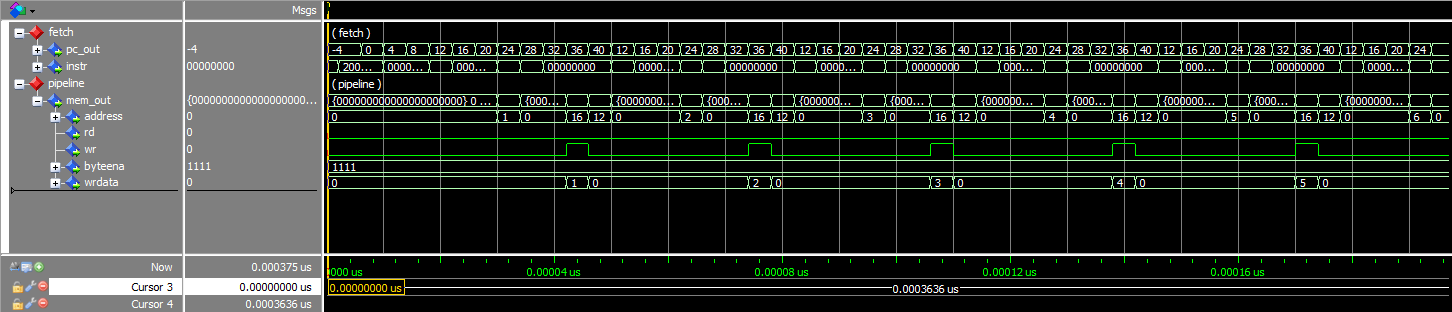 Msgs
fetch ( fetch )
pc_out -4 -4 0 4 8 12 16 20 24 28 32 36 40 12 16 20 24 28 32 36 40 12 16 20 24 28 32 36 40 12 16 20 24 28 32 36 40 12 16 20 24 28 32 36 40 12 16 20 24
instr 00000000 200... 0000... 000... 00000000 0000... 000... 00000000 0000... 000... 00000000 000... 00000000 000... 00000000 0000...
pipeline ( pipeline )
mem_out {0000000000000000000... {00000000000000000000} 0 ... {000... {0000000... {000... {000000... {000... {000000... {000... {000000... {000... {0000000...
address 0 0 1 0 16 12 0 2 0 16 12 0 3 0 16 12 0 4 0 16 12 0 5 0 16 12 0 6 0
rd 0
wr 0
byteena 1111 1111
wrdata 0 0 1 0 2 0 3 0 4 0 5 0
Now 0.000375 us 000 us 0.00004 us 0.00008 us 0.00012 us 0.00016 us
Cursor 3 0.00000000 us 0.00000000 us 0.0003636 us
Cursor 4 0.0003636 us